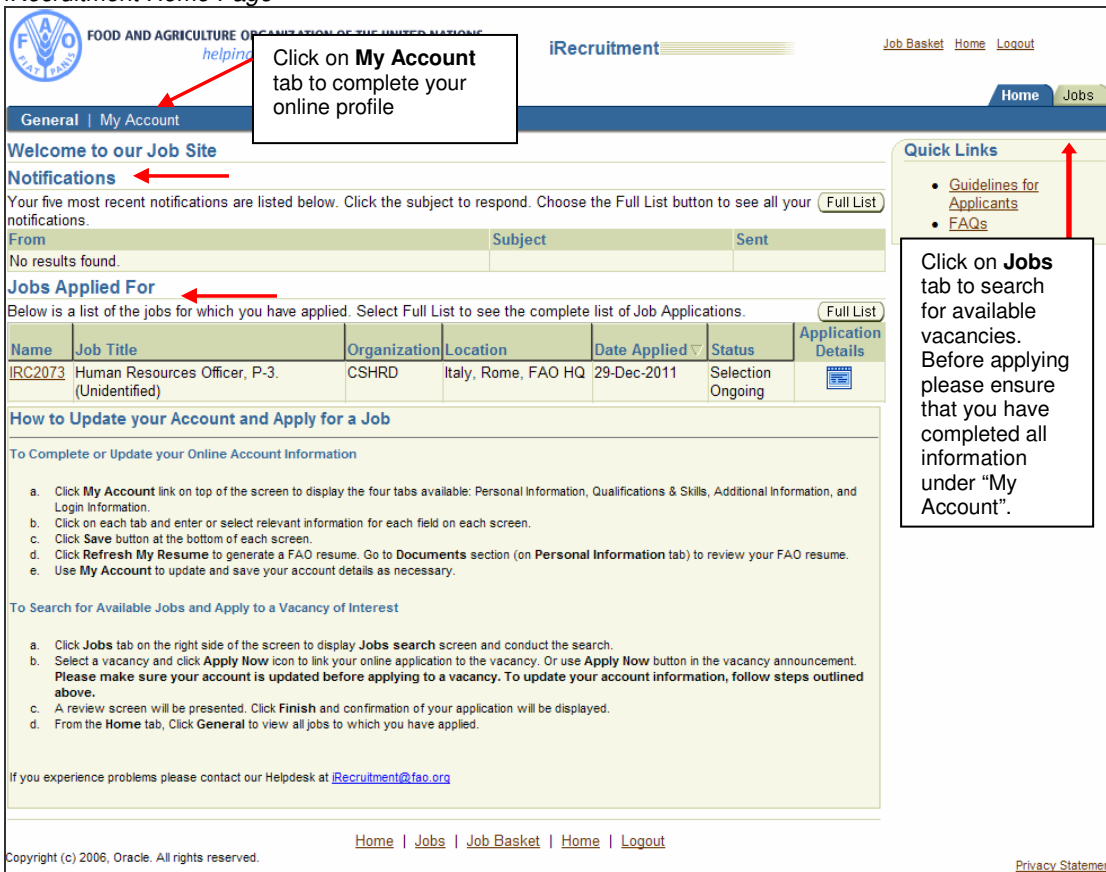 iRecruitment Home Page
FOOD AND AGRICULTURE ORGANIZATION OF THE UNITED NATIONS
helping
iRecruitment
Job Basket Home Logout
Click on My Account
tab to complete your
online profile
Home Jobs
General | My Account
Welcome to our Job Site
Notifications
Your five most recent notifications are listed below. Click the subject to respond. Choose the Full List button to see all your
notifications.
Full List
From Subject Sent
No results found.
Jobs Applied For
Below is a list of the jobs for which you have applied. Select Full List to see the complete list of Job Applications.
Full List
Name Job Title Organization Location Date Applied Status Application
Details
IRC2073 Human Resources Officer, P-3. CSHRD Italy, Rome, FAO HQ 29-Dec-2011 Selection
(Unidentified) Ongoing
Quick Links
• Guidelines for
Applicants
• FAQs
Click on Jobs
tab to search
for available
vacancies.
Before applying
please ensure
that you have
completed all
information
under “My
Account”.
How to Update your Account and Apply for a Job
To Complete or Update your Online Account Information
a. Click My Account link on top of the screen to display the four tabs available: Personal Information, Qualifications & Skills, Additional Information, and
Login Information.
b. Click on each tab and enter or select relevant information for each field on each screen.
c. Click Save button at the bottom of each screen.
d. Click Refresh My Resume to generate a FAO resume. Go to Documents section (on Personal Information tab) to review your FAO resume.
e. Use My Account to update and save your account details as necessary.
To Search for Available Jobs and Apply to a Vacancy of Interest
a. Click Jobs tab on the right side of the screen to display Jobs search screen and conduct the search.
b. Select a vacancy and click Apply Now icon to link your online application to the vacancy. Or use Apply Now button in the vacancy announcement.
Please make sure your account is updated before applying to a vacancy. To update your account information, follow steps outlined
above.
c. A review screen will be presented. Click Finish and confirmation of your application will be displayed.
d. From the Home tab, Click General to view all jobs to which you have applied.
If you experience problems please contact our Helpdesk at iRecruitment@fao.org
Home | Jobs | Job Basket | Home | Logout
Copyright (c) 2006, Oracle. All rights reserved.
Privacy Statemen